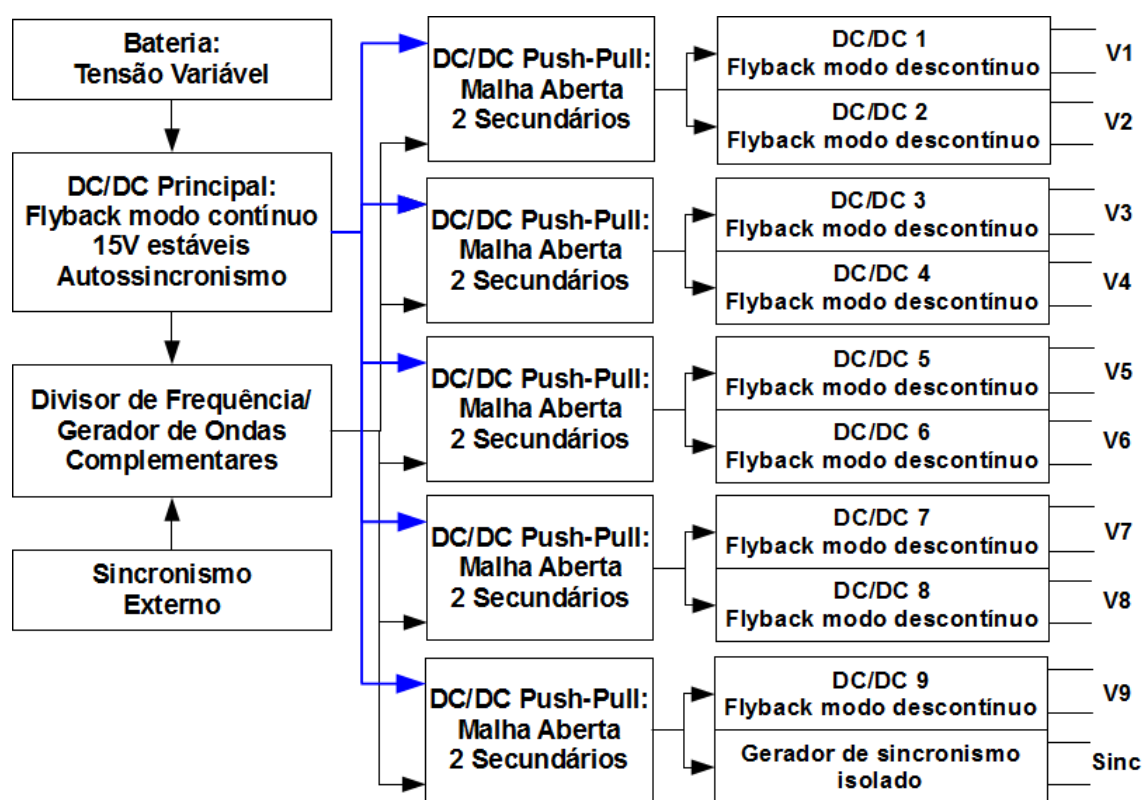 Bateria:
Tensão Variável
DC/DC Principal:
Flyback modo contínuo
15V estáveis
Autossincronismo
Divisor de Frequência/
Gerador de Ondas
Complementares
Sincronismo
Externo
DC/DC Push-Pull:
Malha Aberta
2 Secundários
DC/DC Push-Pull:
Malha Aberta
2 Secundários
DC/DC Push-Pull:
Malha Aberta
2 Secundários
DC/DC Push-Pull:
Malha Aberta
2 Secundários
DC/DC Push-Pull:
Malha Aberta
2 Secundários
DC/DC 1
Flyback modo descontínuo
V1
DC/DC 2
Flyback modo descontínuo
V2
DC/DC 3
Flyback modo descontínuo
V3
DC/DC 4
Flyback modo descontínuo
V4
DC/DC 5
Flyback modo descontínuo
V5
DC/DC 6
Flyback modo descontínuo
V6
DC/DC 7
Flyback modo descontínuo
V7
DC/DC 8
Flyback modo descontínuo
V8
DC/DC 9
Flyback modo descontínuo
V9
Gerador de sincronismo
isolado
Sinc